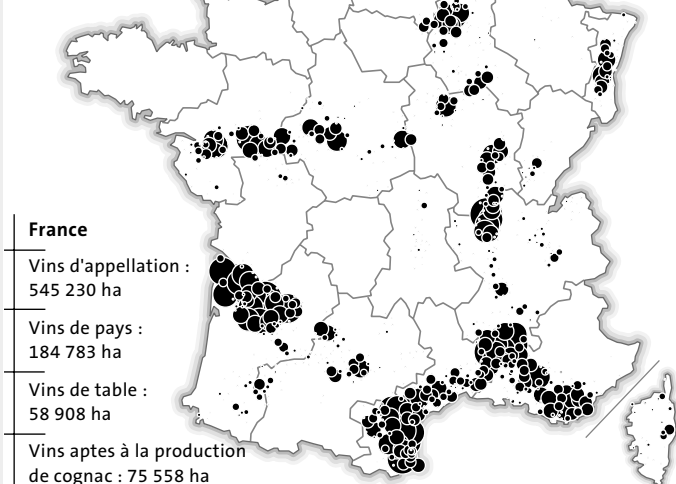 France
Vins d'appellation :
545 230 ha
Vins de pays :
184 783 ha
Vins de table :
58 908 ha
Vins aptes à la production
de cognac : 75 558 ha